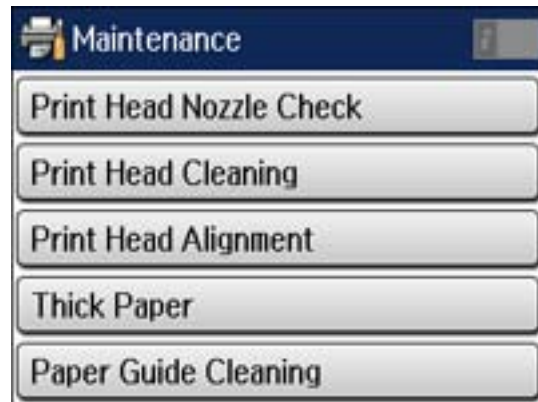 Maintenance
Print Head Nozzle Check
Print Head Cleaning
Print Head Alignment
Thick Paper
Paper Guide Cleaning